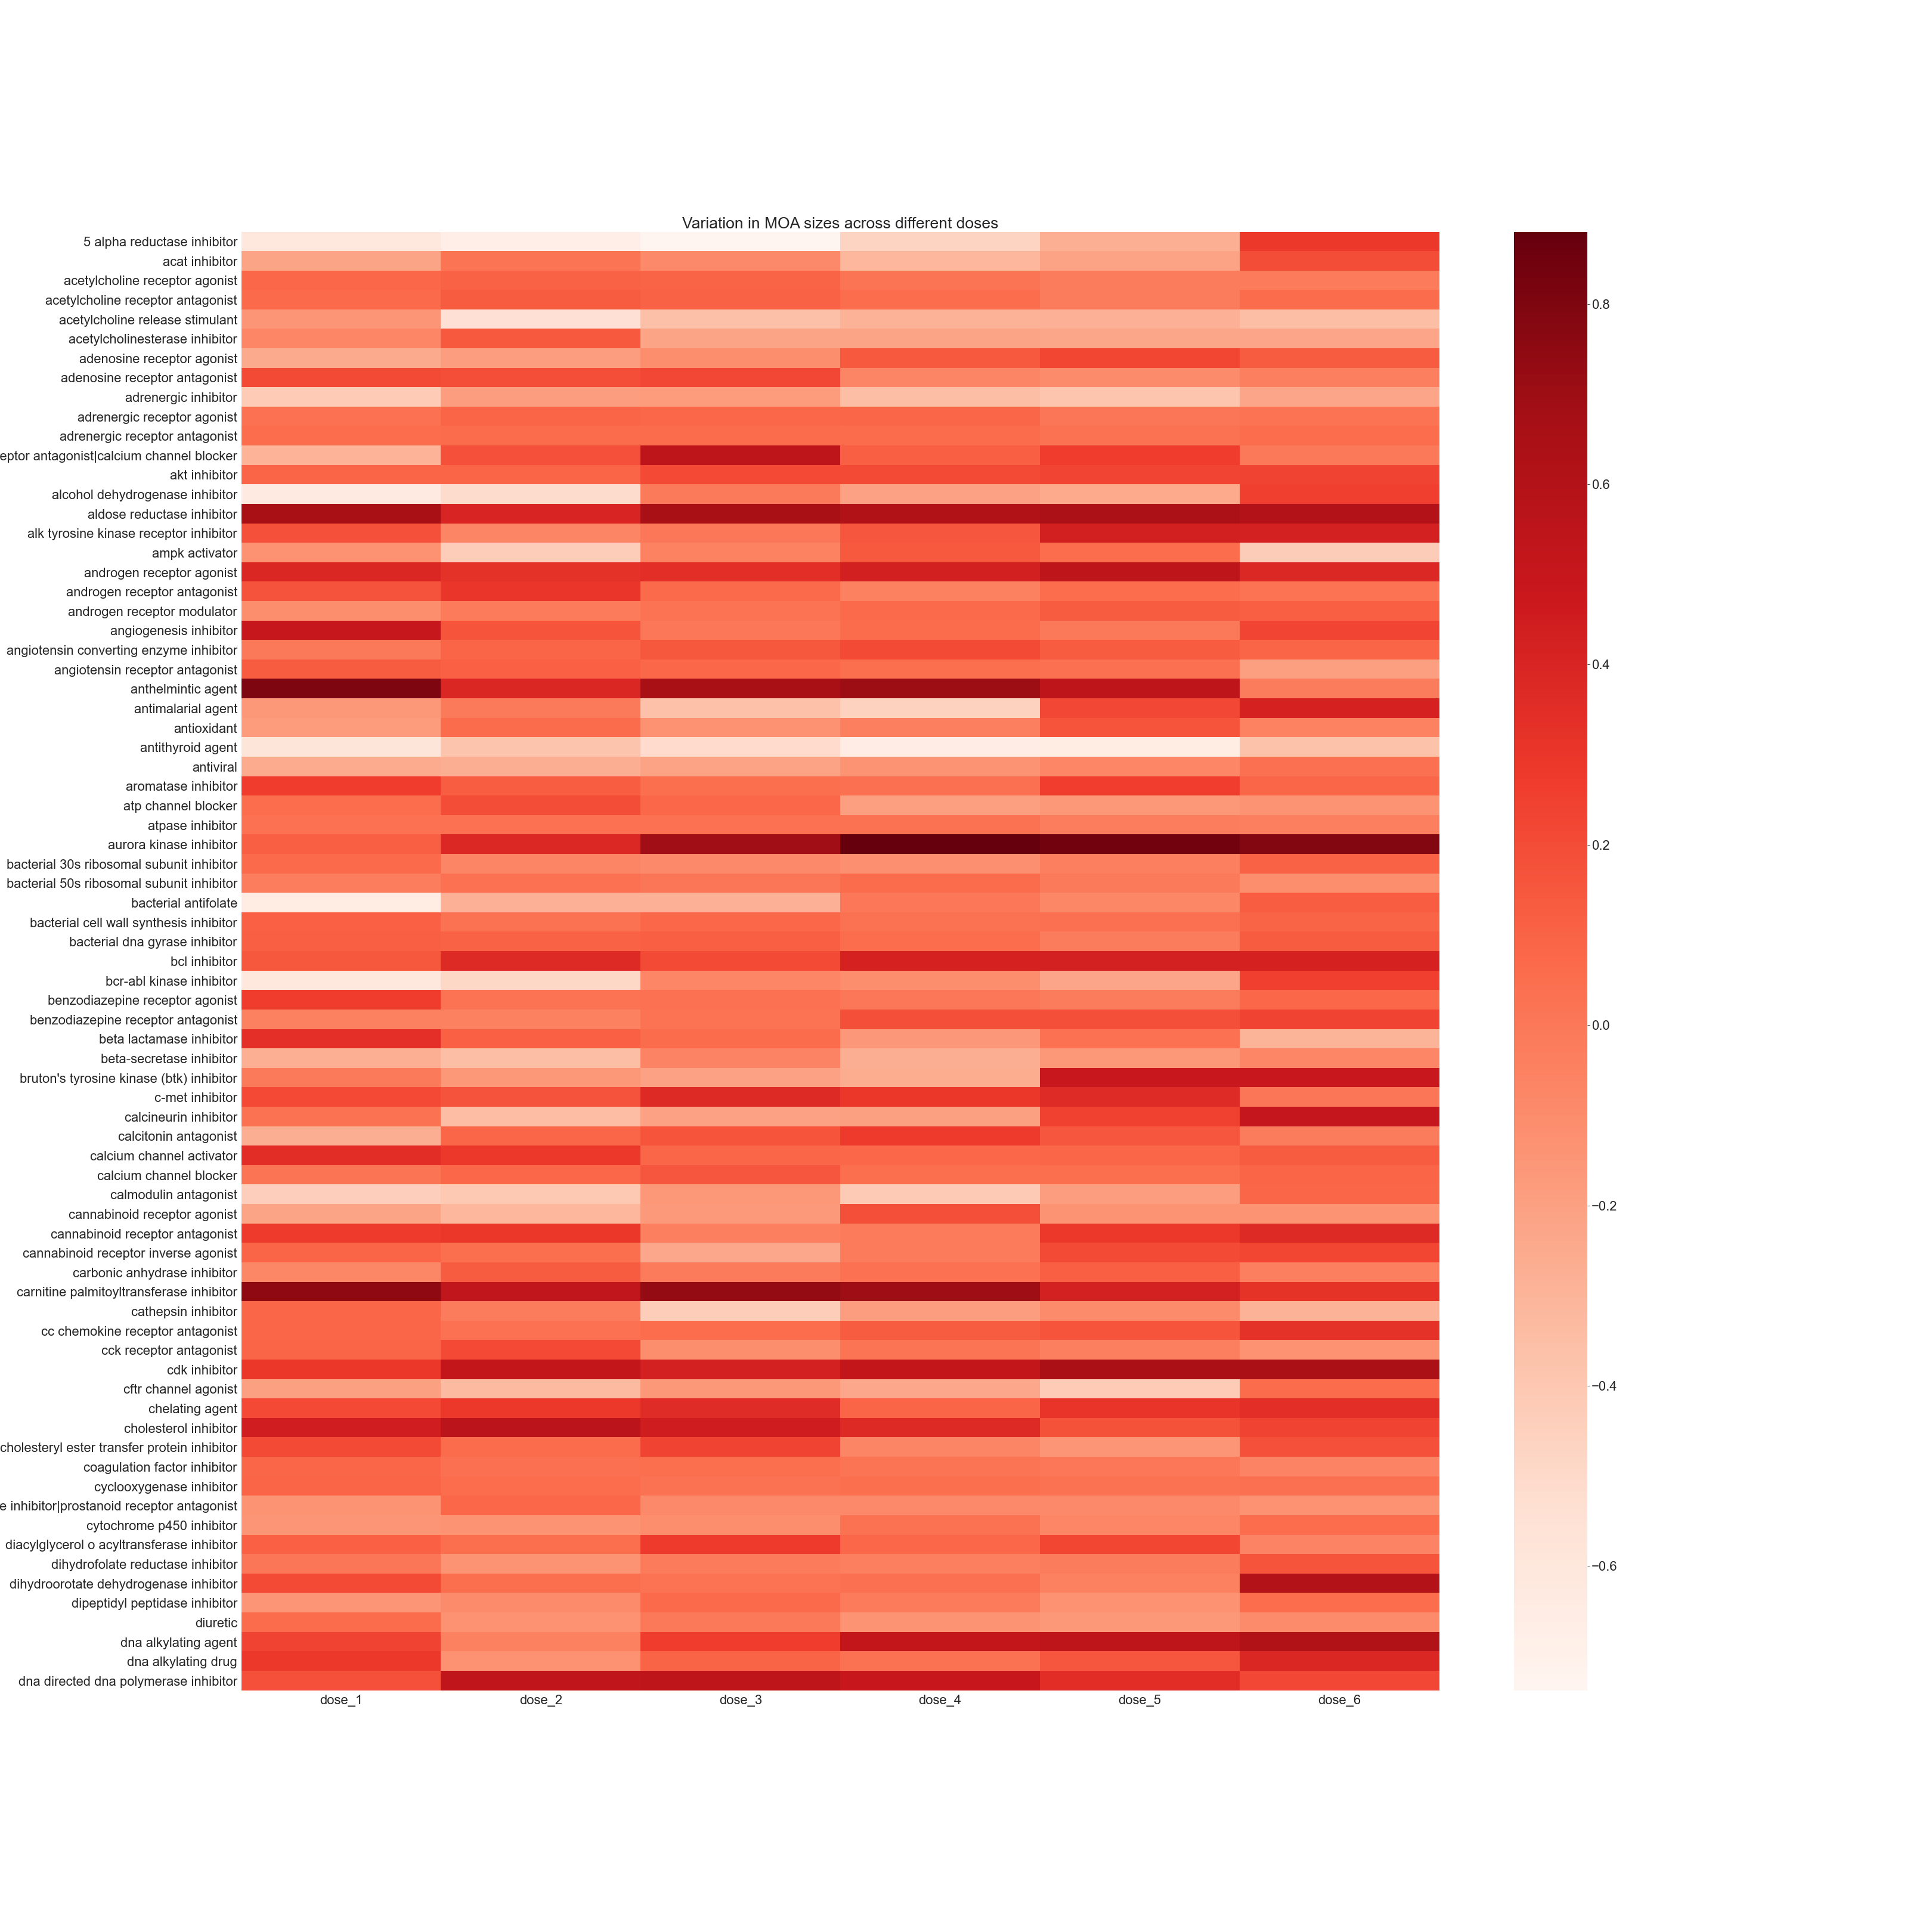 Variation in MOA sizes across different doses
5 alpha reductase inhibitor
acat inhibitor
acetylcholine receptor agonist
acetylcholine receptor antagonist
acetylcholine release stimulant
acetylcholinesterase inhibitor
adenosine receptor agonist
adenosine receptor antagonist
adrenergic inhibitor
adrenergic receptor agonist
adrenergic receptor antagonist
eptor antagonist|calcium channel blocker
akt inhibitor
alcohol dehydrogenase inhibitor
aldose reductase inhibitor
alk tyrosine kinase receptor inhibitor
ampk activator
androgen receptor agonist
androgen receptor antagonist
androgen receptor modulator
angiogenesis inhibitor
angiotensin converting enzyme inhibitor
angiotensin receptor antagonist
anthelmintic agent
antimalarial agent
antioxidant
antithyroid agent
antiviral
aromatase inhibitor
atp channel blocker
atpase inhibitor
aurora kinase inhibitor
bacterial 30s ribosomal subunit inhibitor
bacterial 50s ribosomal subunit inhibitor
bacterial antifolate
bacterial cell wall synthesis inhibitor
bacterial dna gyrase inhibitor
bcl inhibitor
bcr-abl kinase inhibitor
benzodiazepine receptor agonist
benzodiazepine receptor antagonist
beta lactamase inhibitor
beta-secretase inhibitor
bruton's tyrosine kinase (btk) inhibitor
c-met inhibitor
calcineurin inhibitor
calcitonin antagonist
calcium channel activator
calcium channel blocker
calmodulin antagonist
cannabinoid receptor agonist
cannabinoid receptor antagonist
cannabinoid receptor inverse agonist
carbonic anhydrase inhibitor
carnitine palmitoyltransferase inhibitor
cathepsin inhibitor
cc chemokine receptor antagonist
cck receptor antagonist
cdk inhibitor
cftr channel agonist
chelating agent
cholesterol inhibitor
cholesteryl ester transfer protein inhibitor
coagulation factor inhibitor
cyclooxygenase inhibitor
e inhibitor|prostanoid receptor antagonist
cytochrome p450 inhibitor
diacylglycerol o acyltransferase inhibitor
dihydrofolate reductase inhibitor
dihydroorotate dehydrogenase inhibitor
dipeptidyl peptidase inhibitor
diuretic
dna alkylating agent
dna alkylating drug
dna directed dna polymerase inhibitor
dose_1 dose_2 dose_3 dose_4 dose_5 dose_6
0.8
0.6
0.4
0.2
0.0
−0.2
−0.4
−0.6